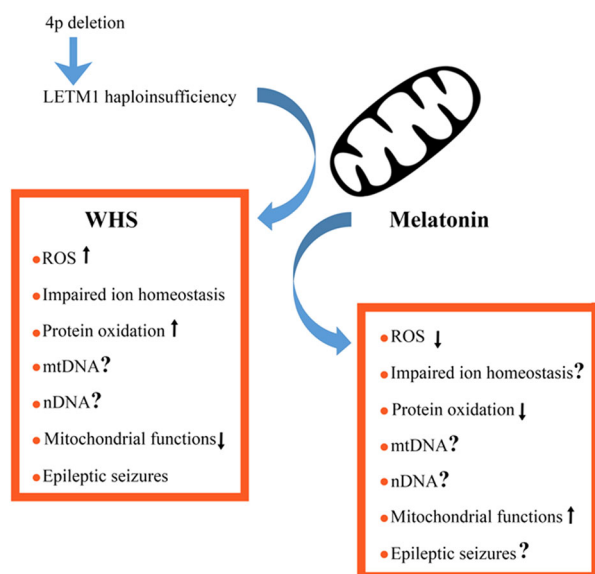 4p deletion
LETM1 haploinsufficiency
WHS
ROS ↑
Impaired ion homeostasis
Protein oxidation ↑
mtDNA?
nDNA?
Mitochondrial functions↓
Epileptic seizures
Melatonin
ROS ↓
Impaired ion homeostasis?
Protein oxidation ↓
mtDNA?
nDNA?
Mitochondrial functions ↑
Epileptic seizures?